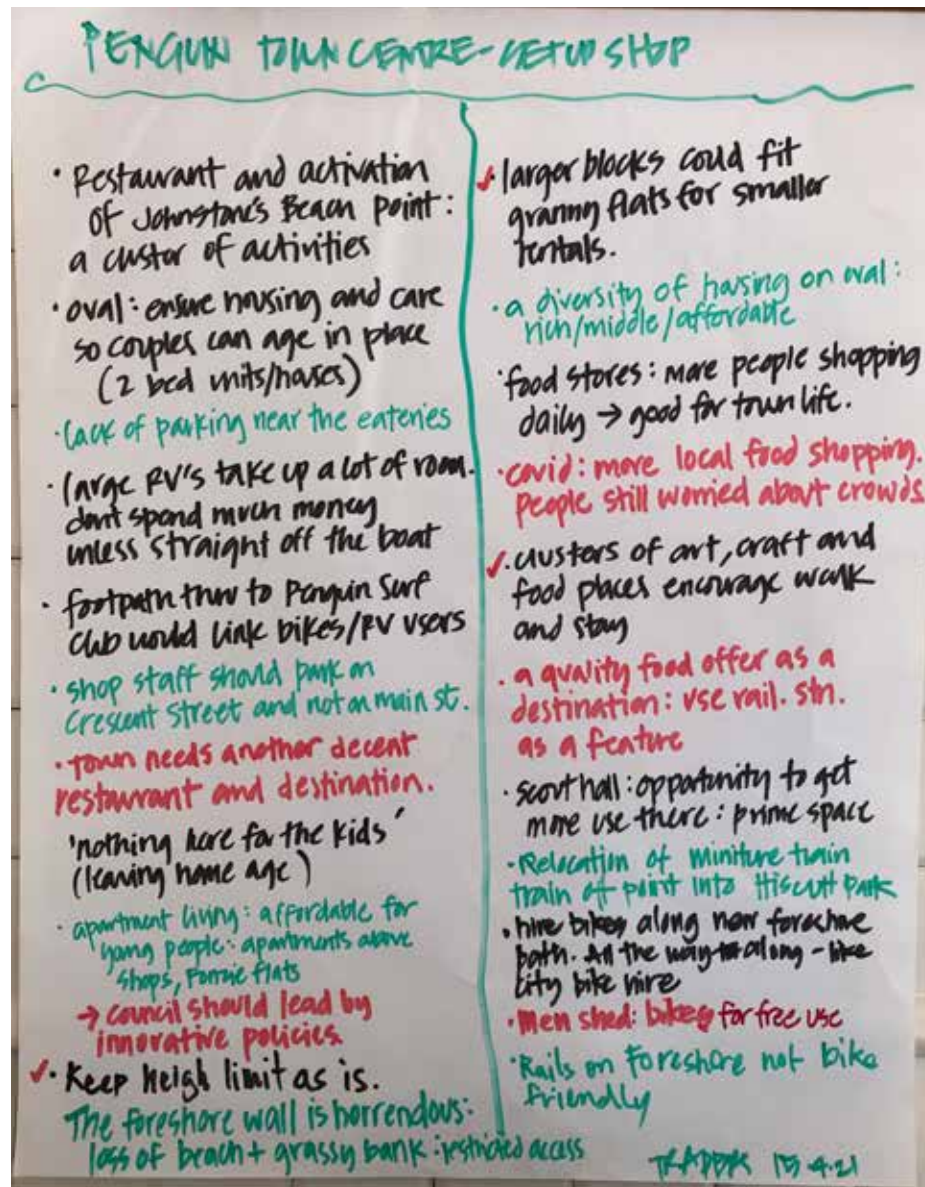 PENGUIN TOWN CENTRE-SETUP SHOP
· Restaurant and activation
of Johnstone's Beach Point:
a custor of activities
· oval: ensure housing and care
so couples can age in place
(2 bed units/houses)
· lack of parking near the eateries
· large RV's take up a lot of room.
dont spend much money
unless straight off the boat
· footpath thru to Penguin Surf
Club would link bikes/RV users
· shop staff should park on
Crescent Street and not on main st.
· town needs another decent
restaurant and destination.
'nothing here for the kids'
(leaving home age)
· apartment living: affordable for
young people: apartments above
shops, Fonzie flats
→ council should lead by
innovative policies.
✓· Keep heigh limit as is.
The foreshore wall is horrendous:
loss of beach + grassy bank: restricted access
✓· larger blocks could fit
granny flats for smaller
rentals.
· a diversity of housing on oval:
rich/middle/affordable
· food stores: more people shopping
daily → good for town life.
· covid: more local food shopping.
People still worried about crowds
✓· clusters of art, craft and
food places encourage walk
and stay
· a quality food offer as a
destination: use rail. stn.
as a feature
· scout hall: opportunity to get
more use there: prime space
· Relocation of miniture train
train of point into Hiscutt Park
· hire bikes along new foreshore
path. All the way to along - like
city bike hire
· Men shed: bikes for free use
· Rails on Foreshore not bike
friendly
4.21